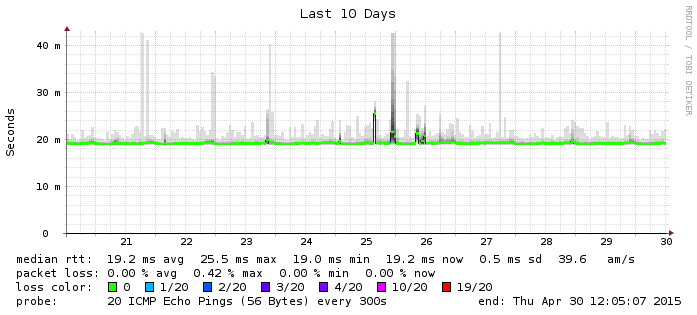 Last 10 Days
RRDTOOL / TOBI OETIKER
Seconds
40 m
30 m
20 m
10 m
0
21 22 23 24 25 26 27 28 29 30
median rtt: 19.2 ms avg 25.5 ms max 19.0 ms min 19.2 ms now 0.5 ms sd 39.6 am/s
packet loss: 0.00 % avg 0.42 % max 0.00 % min 0.00 % now
loss color: 0 1/20 2/20 3/20 4/20 10/20 19/20
probe: 20 ICMP Echo Pings (56 Bytes) every 300s end: Thu Apr 30 12:05:07 2015